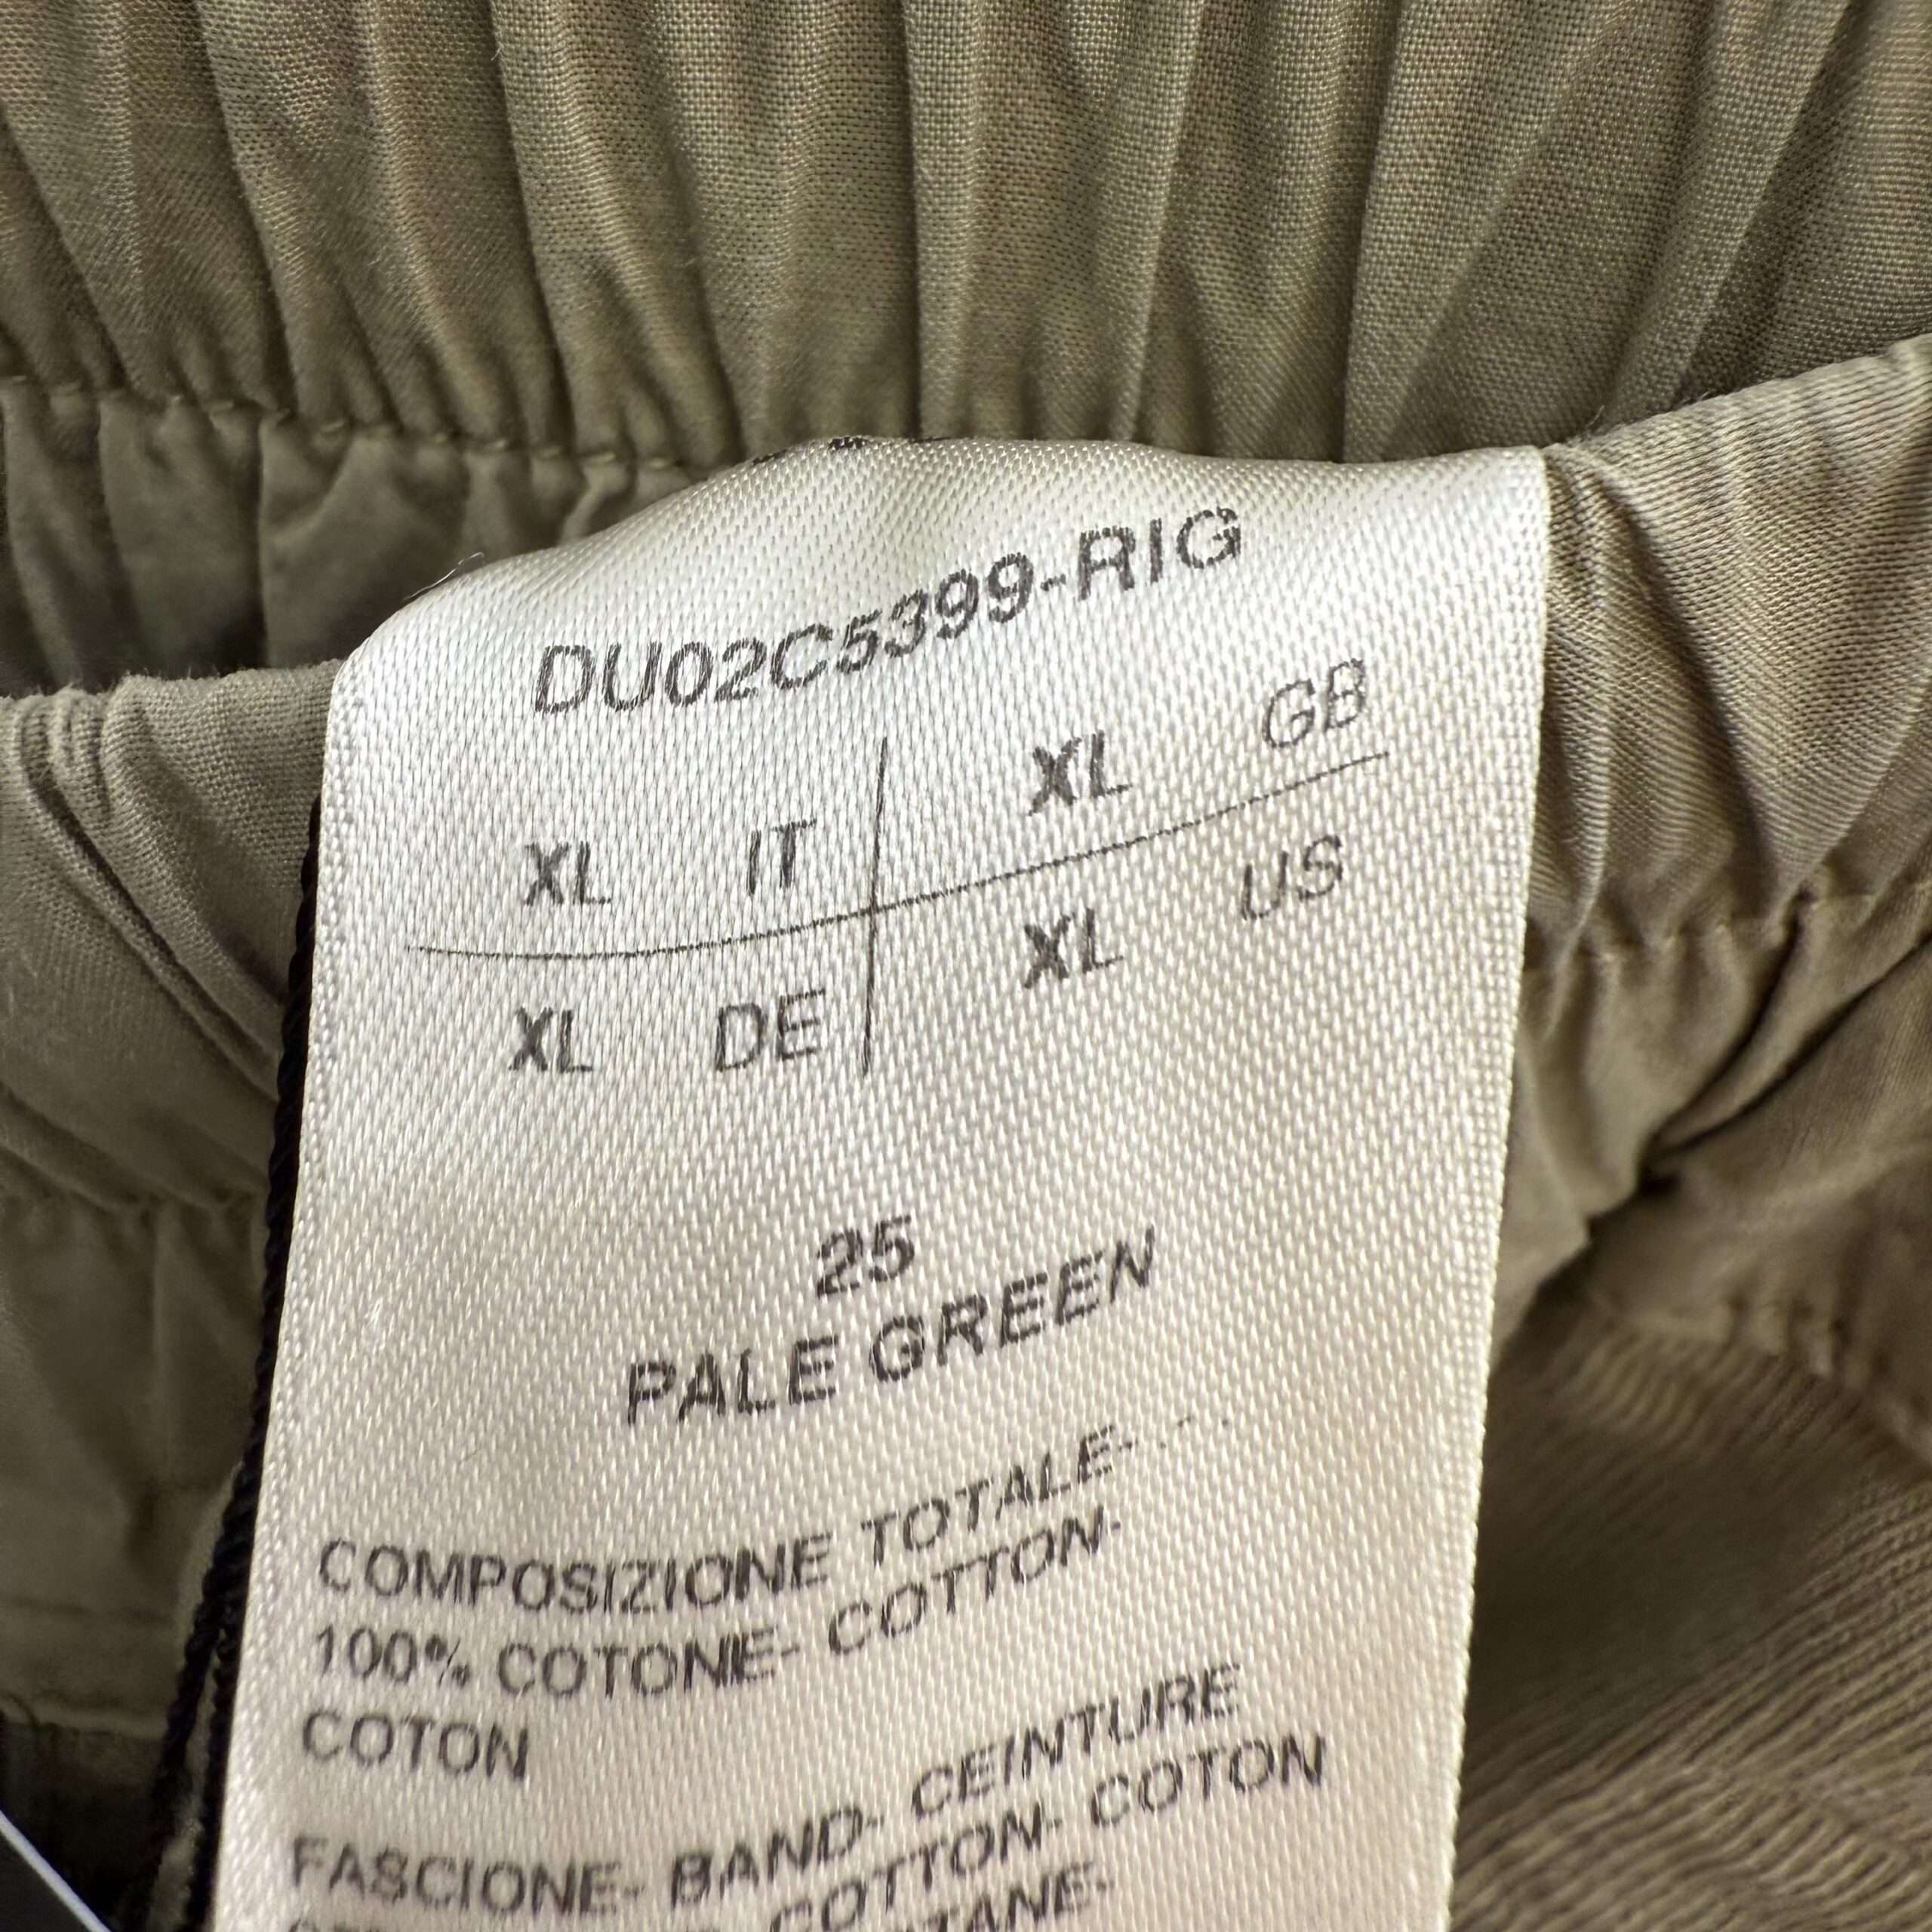 DU02C5399-RIG
XL IT XL GB
XL DE XL US
25
PALE GREEN
COMPOSIZIONE TOTALE-
100% COTONE- COTTON-
COTON
FASCIONE- BAND- CEINTURE
COTTON- COTON